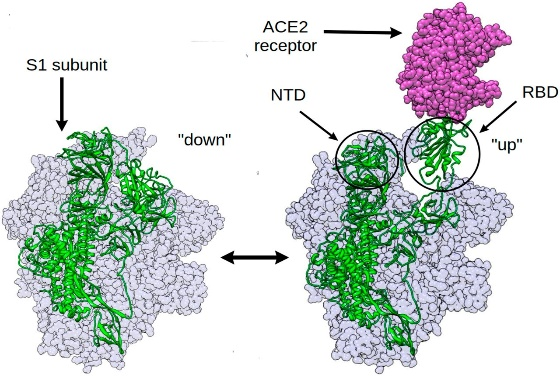 ACE2
receptor
S1 subunit
NTD
RBD
"down"
"up"